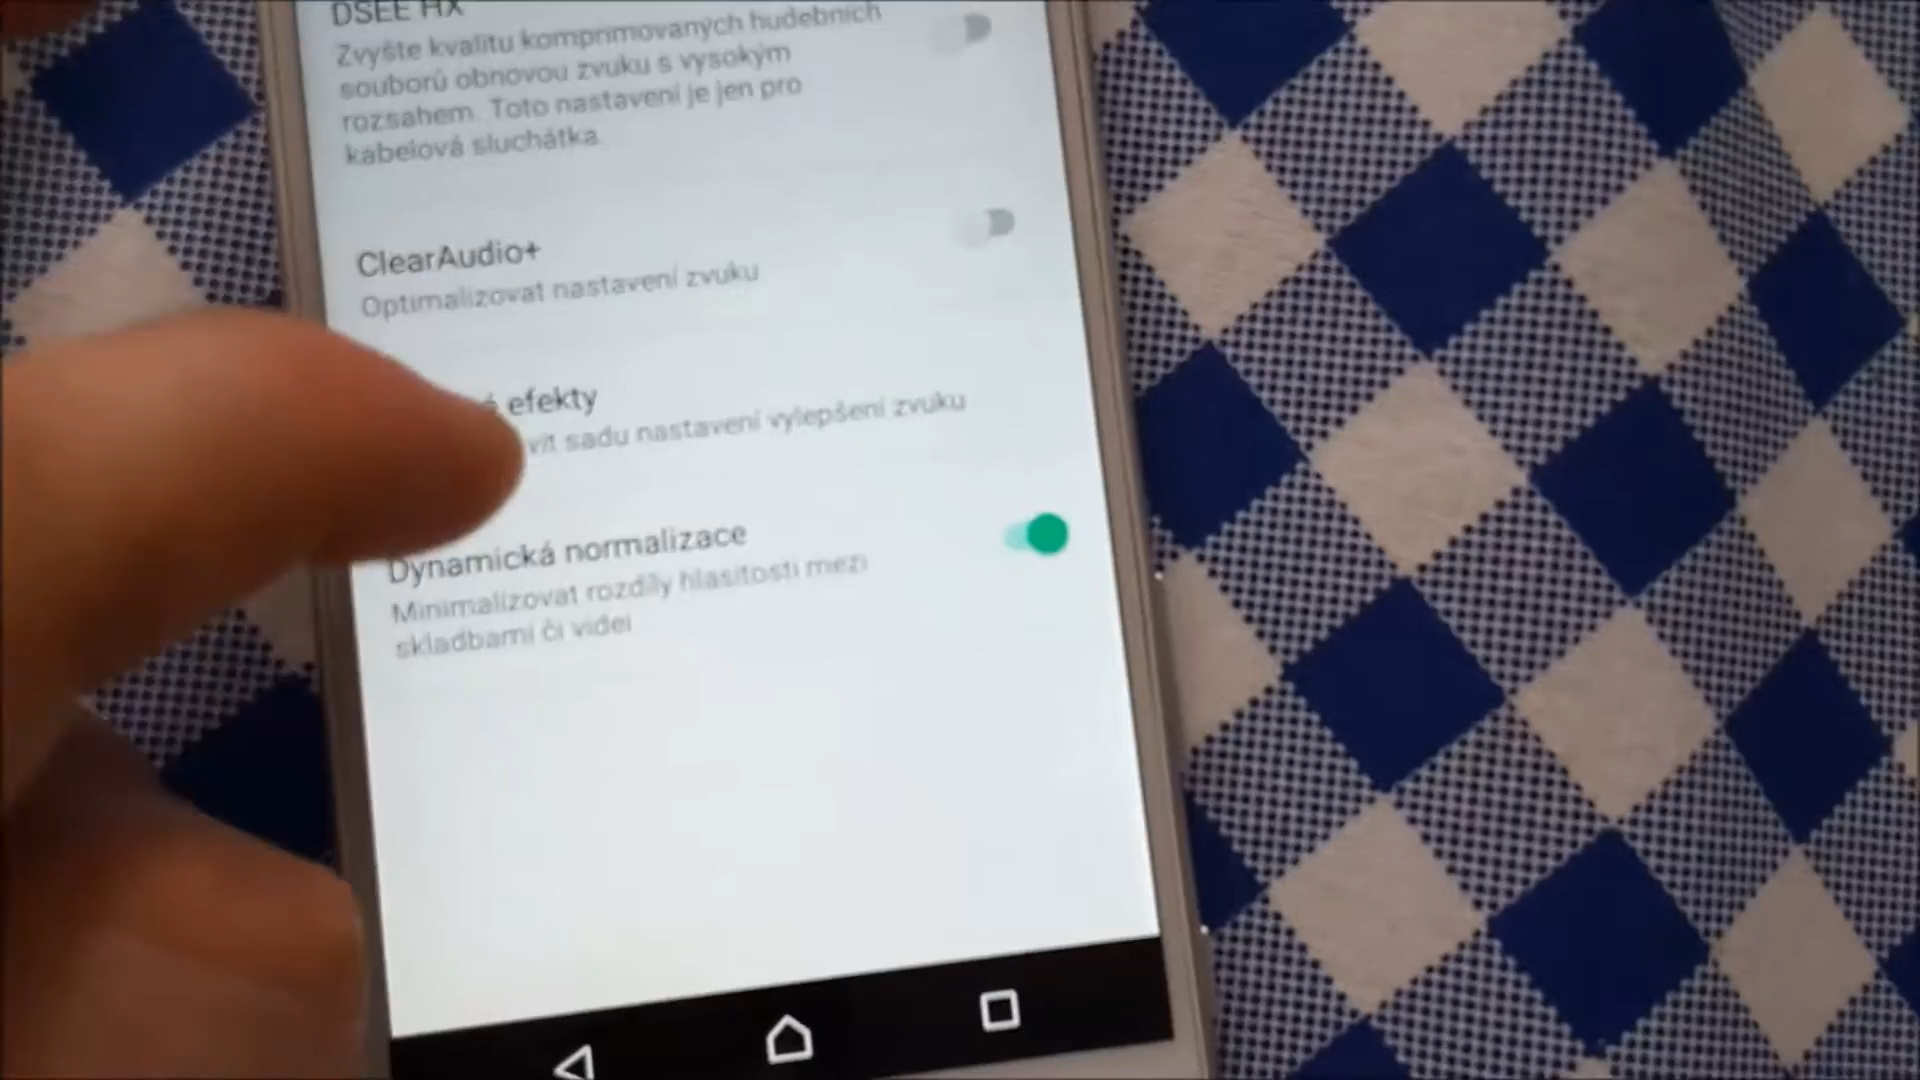 DSEE HX
Zvyšte kvalitu komprimovaných hudebních
souborů obnovou zvuku s vysokým
rozsahem. Toto nastavení je jen pro
kabelová sluchátka.
ClearAudio+
Optimalizovat nastavení zvuku
efekty
sadu nastavení vylepšení zvuku
Dynamická normalizace
Minimalizovat rozdíly hlasitosti mezi
skladbami či videi